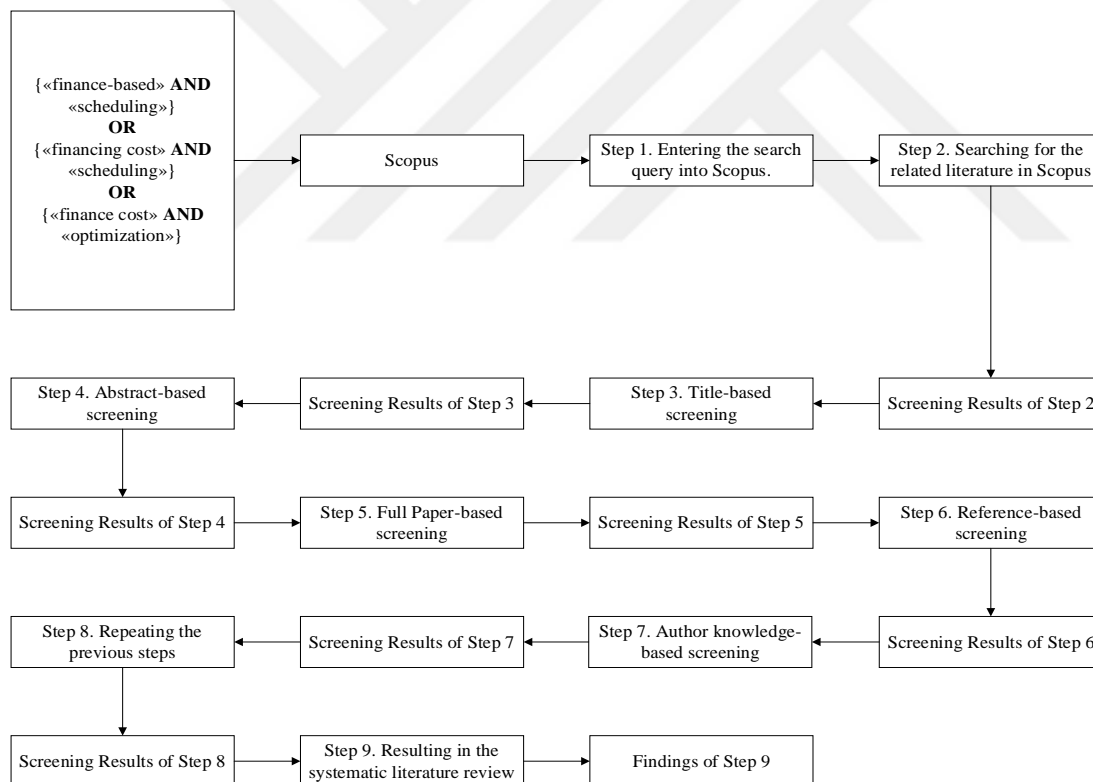 {«finance-based» AND
«scheduling»}
OR
{«financing cost» AND
«scheduling»}
OR
{«finance cost» AND
«optimization»}
Scopus
Step 1. Entering the search
query into Scopus.
Step 2. Searching for the
related literature in Scopus
Screening Results of Step 2
Step 3. Title-based
screening
Screening Results of Step 3
Step 4. Abstract-based
screening
Screening Results of Step 4
Step 5. Full Paper-based
screening
Screening Results of Step 5
Step 6. Reference-based
screening
Screening Results of Step 6
Step 7. Author knowledge-
based screening
Screening Results of Step 7
Step 8. Repeating the
previous steps
Screening Results of Step 8
Step 9. Resulting in the
systematic literature review
Findings of Step 9